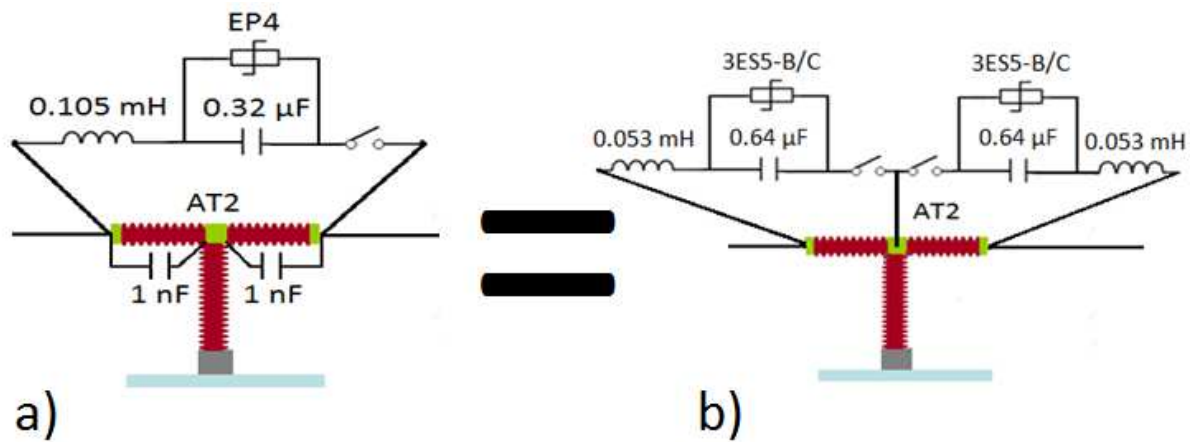 EP4
0.105 mH
0.32 µF
AT2
1 nF
1 nF
a)
3ES5-B/C
3ES5-B/C
0.053 mH
0.64 µF
0.64 µF
0.053 mH
AT2
b)